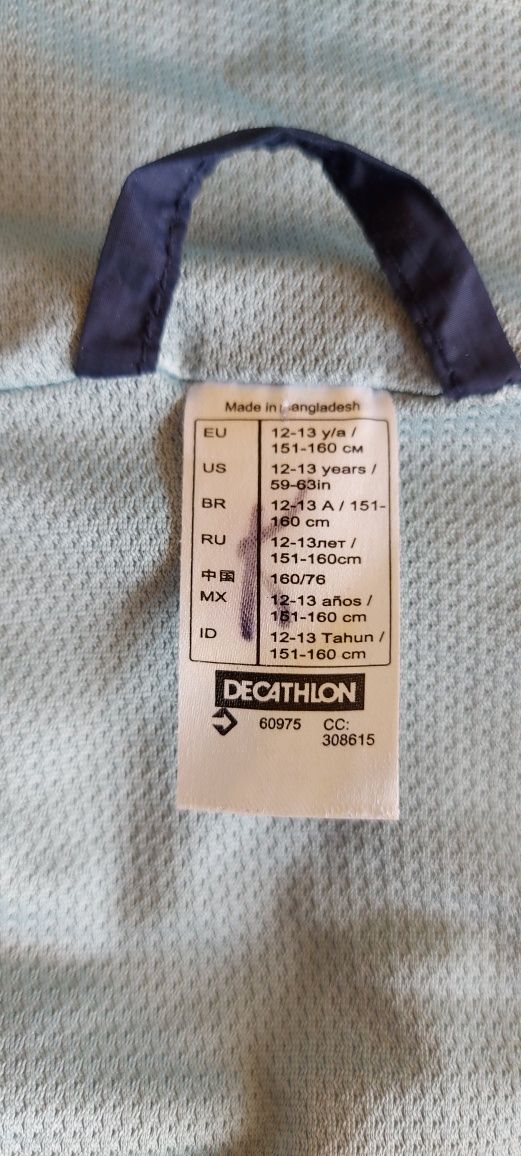 Made in Bangladesh
EU 12-13 y/a /
151-160 см
US 12-13 years /
59-63in
BR 12-13 A / 151-
160 cm
RU 12-13лет /
151-160cm
中国 160/76
MX 12-13 años /
151-160 cm
ID 12-13 Tahun /
151-160 cm
DECATHLON
60975 CC:
308615